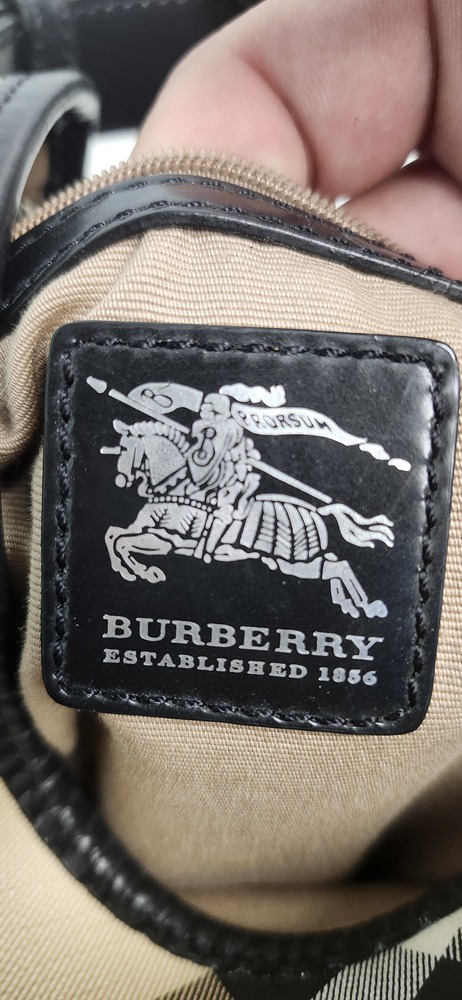 B
PRORSUM
BURBERRY
ESTABLISHED 1856